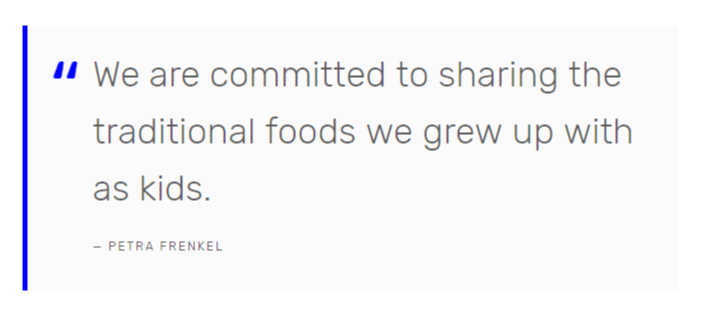 “ We are committed to sharing the
traditional foods we grew up with
as kids.
– PETRA FRENKEL